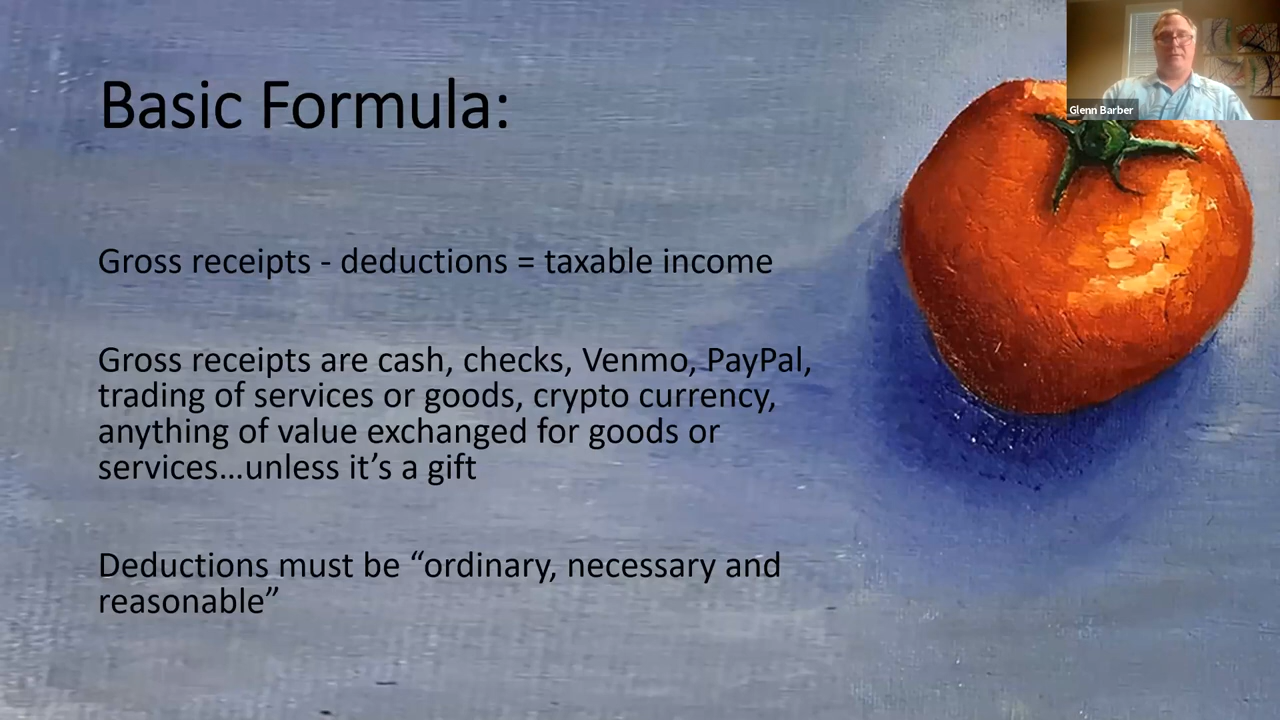 Glenn Barber
Basic Formula:
Gross receipts - deductions = taxable income
Gross receipts are cash, checks, Venmo, PayPal,
trading of services or goods, crypto currency,
anything of value exchanged for goods or
services…unless it’s a gift
Deductions must be “ordinary, necessary and
reasonable”